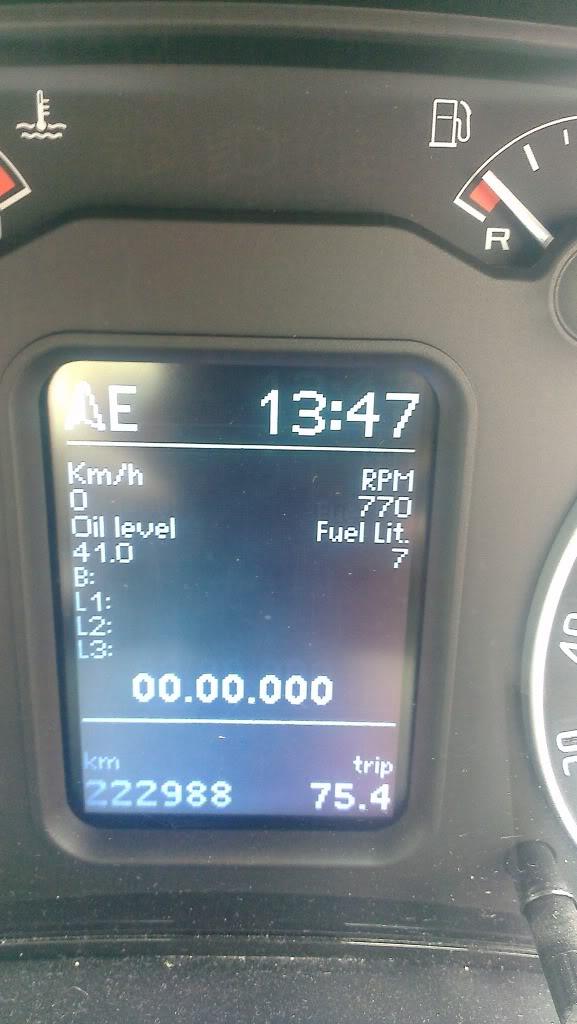 R
AE 13:47
Km/h RPM
0 770
Oil level Fuel Lit.
41.0 7
B:
L1:
L2:
L3:
00.00.000
km trip
222988 75.4
40